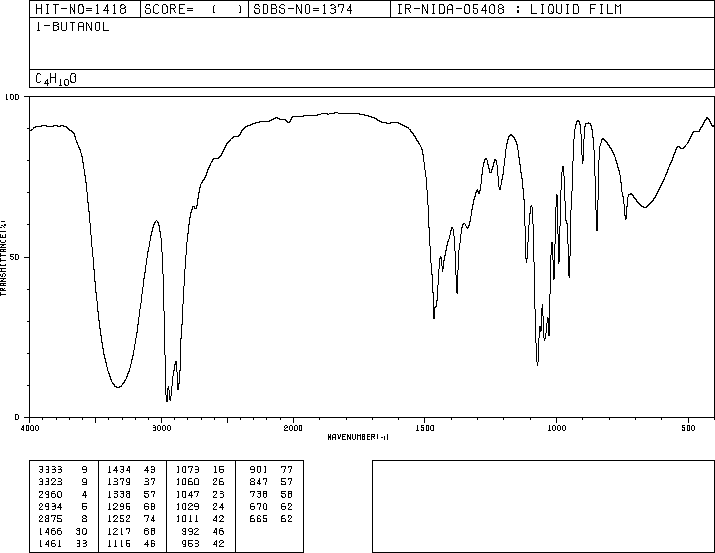 HIT-NO=1418 SCORE= ( ) SDBS-NO=1374 IR-NIDA-05408 : LIQUID FILM
1-BUTANOL
C4H10O
100
50
0
TRANSMITTANCE(%)
4000 3000 2000 1500 1000 500
WAVENUMBER(-1)
3333 9 1434 43 1073 16 901 77
3323 9 1379 37 1060 26 847 57
2960 4 1338 57 1047 23 738 58
2934 5 1296 68 1029 24 670 62
2875 8 1252 74 1011 42 665 62
1466 30 1217 68 992 46
1461 33 1116 46 953 42